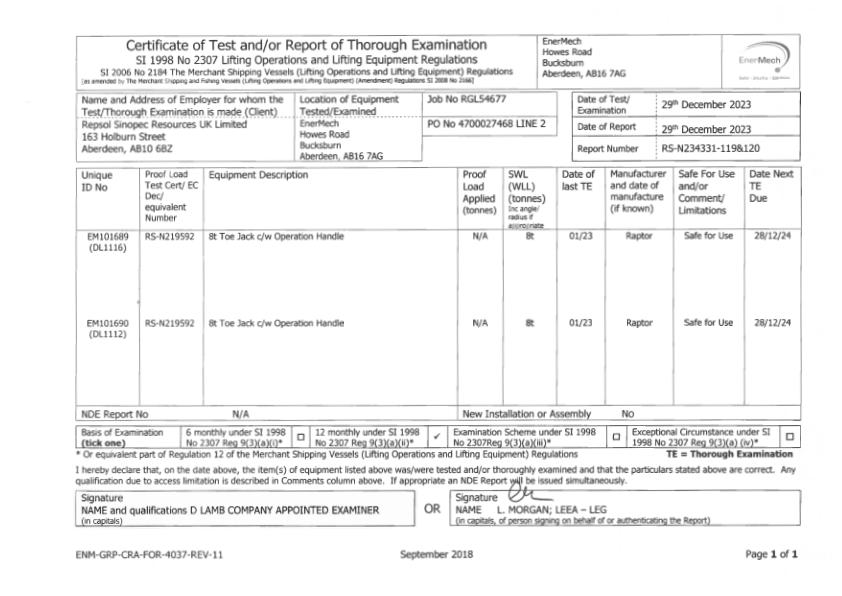 Certificate of Test and/or Report of Thorough Examination
SI 1998 No 2307 Lifting Operations and Lifting Equipment Regulations
SI 2006 No 2184 The Merchant Shipping Vessels (Lifting Operations and Lifting Equipment) Regulations
[as amended by The Merchant Shipping and Fishing Vessels (Lifting Operations and Lifting Equipment) (Amendment) Regulations SI 2008 No 2166]
EnerMech
Howes Road
Bucksburn
Aberdeen, AB16 7AG
EnerMech
Name and Address of Employer for whom the
Test/Thorough Examination is made (Client)
Repsol Sinopec Resources UK Limited
163 Holburn Street
Aberdeen, AB10 6BZ
Location of Equipment
Tested/Examined
EnerMech
Howes Road
Bucksburn
Aberdeen, AB16 7AG
Job No RGL54677
PO No 4700027468 LINE 2
Date of Test/
Examination
29th December 2023
Date of Report
29th December 2023
Report Number
RS-N234331-119&120
Unique
ID No
Proof Load
Test Cert/ EC
Dec/
equivalent
Number
Equipment Description
Proof
Load
Applied
(tonnes)
SWL
(WLL)
(tonnes)
Inc angle/
radius if
appropriate
Date of
last TE
Manufacturer
and date of
manufacture
(if known)
Safe For Use
and/or
Comment/
Limitations
Date Next
TE
Due
EM101689 RS-N219592 8t Toe Jack c/w Operation Handle N/A 8t 01/23 Raptor Safe for Use 28/12/24
(DL1116)
EM101690 RS-N219592 8t Toe Jack c/w Operation Handle N/A 8t 01/23 Raptor Safe for Use 28/12/24
(DL1112)
NDE Report No N/A New Installation or Assembly No
Basis of Examination
(tick one)
6 monthly under SI 1998
No 2307 Reg 9(3)(a)(i)*
12 monthly under SI 1998
No 2307 Reg 9(3)(a)(ii)*
✓
Examination Scheme under SI 1998
No 2307Reg 9(3)(a)(iii)*
Exceptional Circumstance under SI
1998 No 2307 Reg 9(3)(a) (iv)*
* Or equivalent part of Regulation 12 of the Merchant Shipping Vessels (Lifting Operations and Lifting Equipment) Regulations TE = Thorough Examination
I hereby declare that, on the date above, the item(s) of equipment listed above was/were tested and/or thoroughly examined and that the particulars stated above are correct. Any
qualification due to access limitation is described in Comments column above. If appropriate an NDE Report will be issued simultaneously.
Signature
NAME and qualifications D LAMB COMPANY APPOINTED EXAMINER
(in capitals)
OR
Signature
NAME L. MORGAN; LEEA – LEG
(in capitals, of person signing on behalf of or authenticating the Report)
ENM-GRP-CRA-FOR-4037-REV-11 September 2018 Page 1 of 1